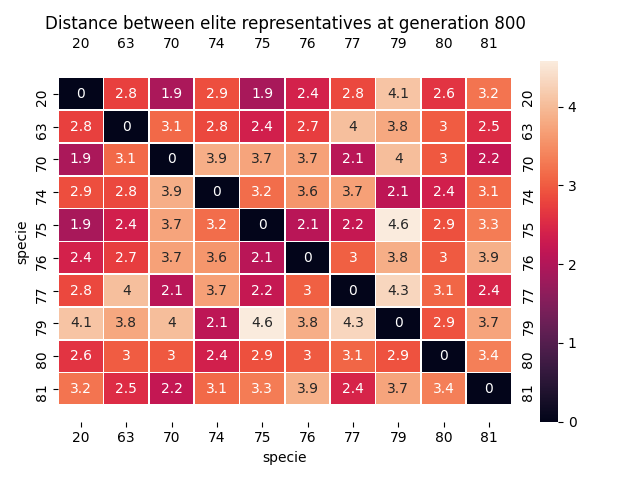 Distance between elite representatives at generation 800
20 63 70 74 75 76 77 79 80 81
20 0 2.8 1.9 2.9 1.9 2.4 2.8 4.1 2.6 3.2 20
63 2.8 0 3.1 2.8 2.4 2.7 4 3.8 3 2.5 63
70 1.9 3.1 0 3.9 3.7 3.7 2.1 4 3 2.2 70
74 2.9 2.8 3.9 0 3.2 3.6 3.7 2.1 2.4 3.1 74
75 1.9 2.4 3.7 3.2 0 2.1 2.2 4.6 2.9 3.3 75
76 2.4 2.7 3.7 3.6 2.1 0 3 3.8 3 3.9 76
77 2.8 4 2.1 3.7 2.2 3 0 4.3 3.1 2.4 77
79 4.1 3.8 4 2.1 4.6 3.8 4.3 0 2.9 3.7 79
80 2.6 3 3 2.4 2.9 3 3.1 2.9 0 3.4 80
81 3.2 2.5 2.2 3.1 3.3 3.9 2.4 3.7 3.4 0 81
20 63 70 74 75 76 77 79 80 81
specie
specie
4
3
2
1
0